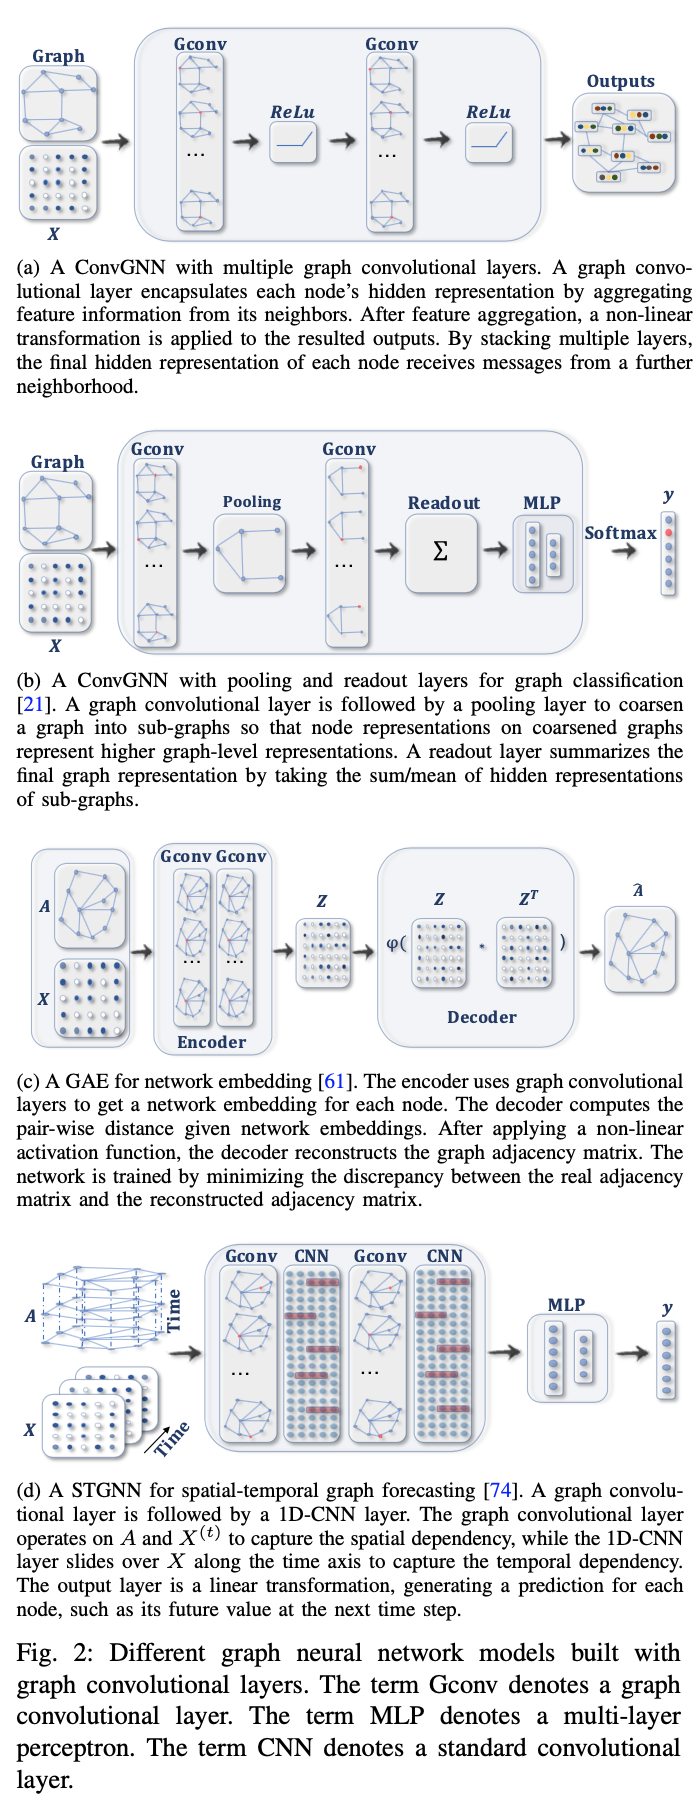 Graph
Gconv
Gconv
ReLu
ReLu
Outputs
...
...
X
(a) A ConvGNN with multiple graph convolutional layers. A graph convo-
lutional layer encapsulates each node's hidden representation by aggregating
feature information from its neighbors. After feature aggregation, a non-linear
transformation is applied to the resulted outputs. By stacking multiple layers,
the final hidden representation of each node receives messages from a further
neighborhood.
Graph
Gconv
Pooling
Gconv
Readout
MLP
Softmax
y
Σ
...
...
X
(b) A ConvGNN with pooling and readout layers for graph classification
[21]. A graph convolutional layer is followed by a pooling layer to coarsen
a graph into sub-graphs so that node representations on coarsened graphs
represent higher graph-level representations. A readout layer summarizes the
final graph representation by taking the sum/mean of hidden representations
of sub-graphs.
A
X
Gconv Gconv
... ...
Encoder
Z
φ( Z . Zᵀ )
Decoder
Â
(c) A GAE for network embedding [61]. The encoder uses graph convolutional
layers to get a network embedding for each node. The decoder computes the
pair-wise distance given network embeddings. After applying a non-linear
activation function, the decoder reconstructs the graph adjacency matrix. The
network is trained by minimizing the discrepancy between the real adjacency
matrix and the reconstructed adjacency matrix.
A
Time
X
Time
Gconv CNN Gconv CNN
... ...
MLP
y
(d) A STGNN for spatial-temporal graph forecasting [74]. A graph convolu-
tional layer is followed by a 1D-CNN layer. The graph convolutional layer
operates on A and X⁽ᵗ⁾ to capture the spatial dependency, while the 1D-CNN
layer slides over X along the time axis to capture the temporal dependency.
The output layer is a linear transformation, generating a prediction for each
node, such as its future value at the next time step.
Fig. 2: Different graph neural network models built with
graph convolutional layers. The term Gconv denotes a graph
convolutional layer. The term MLP denotes a multi-layer
perceptron. The term CNN denotes a standard convolutional
layer.